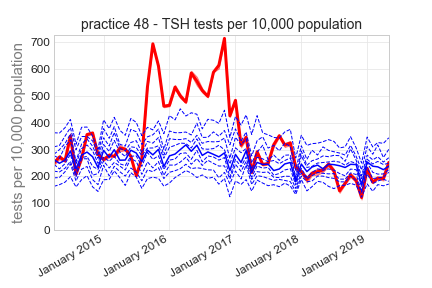 practice 48 - TSH tests per 10,000 population
tests per 10,000 population
700
600
500
400
300
200
100
0
January 2015
January 2016
January 2017
January 2018
January 2019